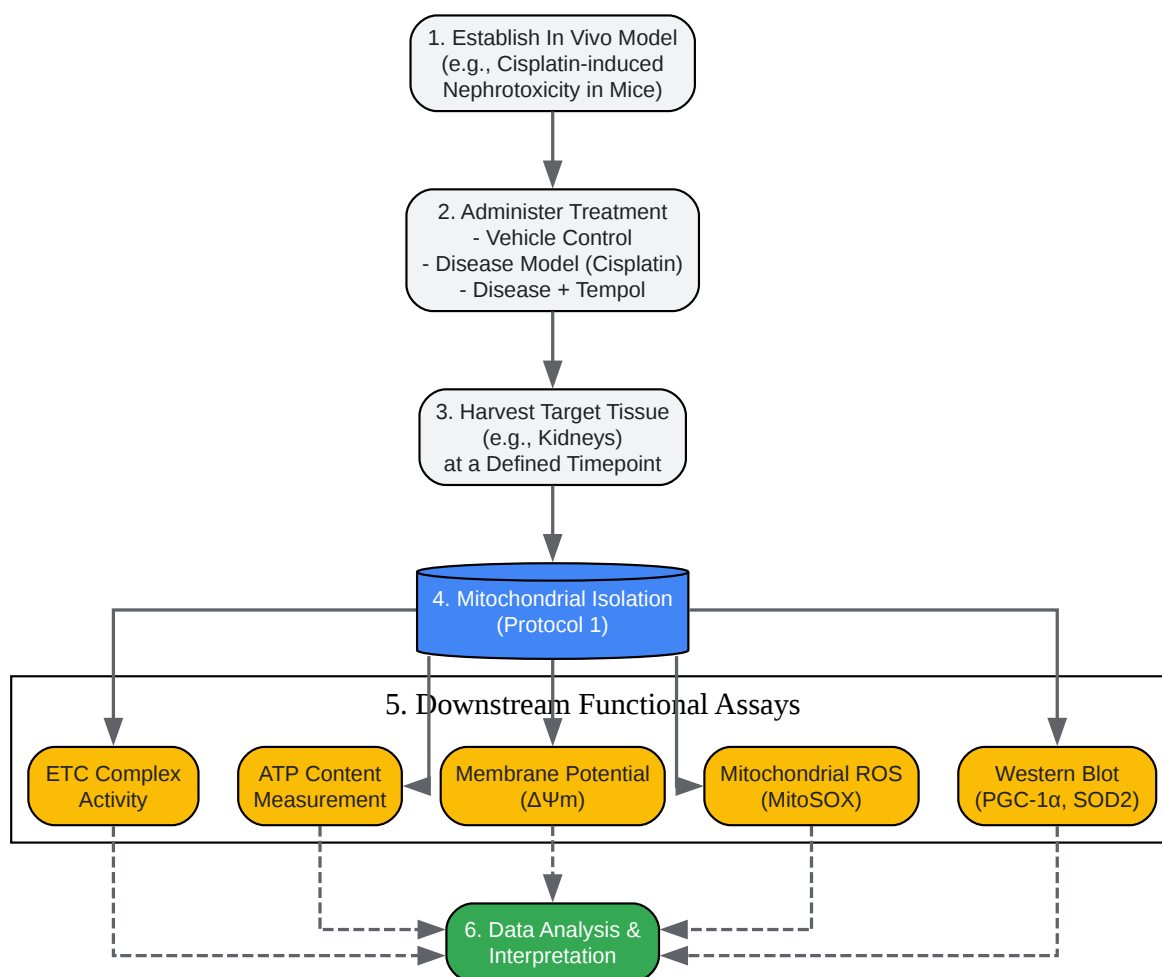 1. Establish In Vivo Model
(e.g., Cisplatin-induced
Nephrotoxicity in Mice)
2. Administer Treatment
- Vehicle Control
- Disease Model (Cisplatin)
- Disease + Tempol
3. Harvest Target Tissue
(e.g., Kidneys)
at a Defined Timepoint
4. Mitochondrial Isolation
(Protocol 1)
5. Downstream Functional Assays
ETC Complex
Activity
ATP Content
Measurement
Membrane Potential
(ΔΨm)
Mitochondrial ROS
(MitoSOX)
Western Blot
(PGC-1α, SOD2)
6. Data Analysis &
Interpretation